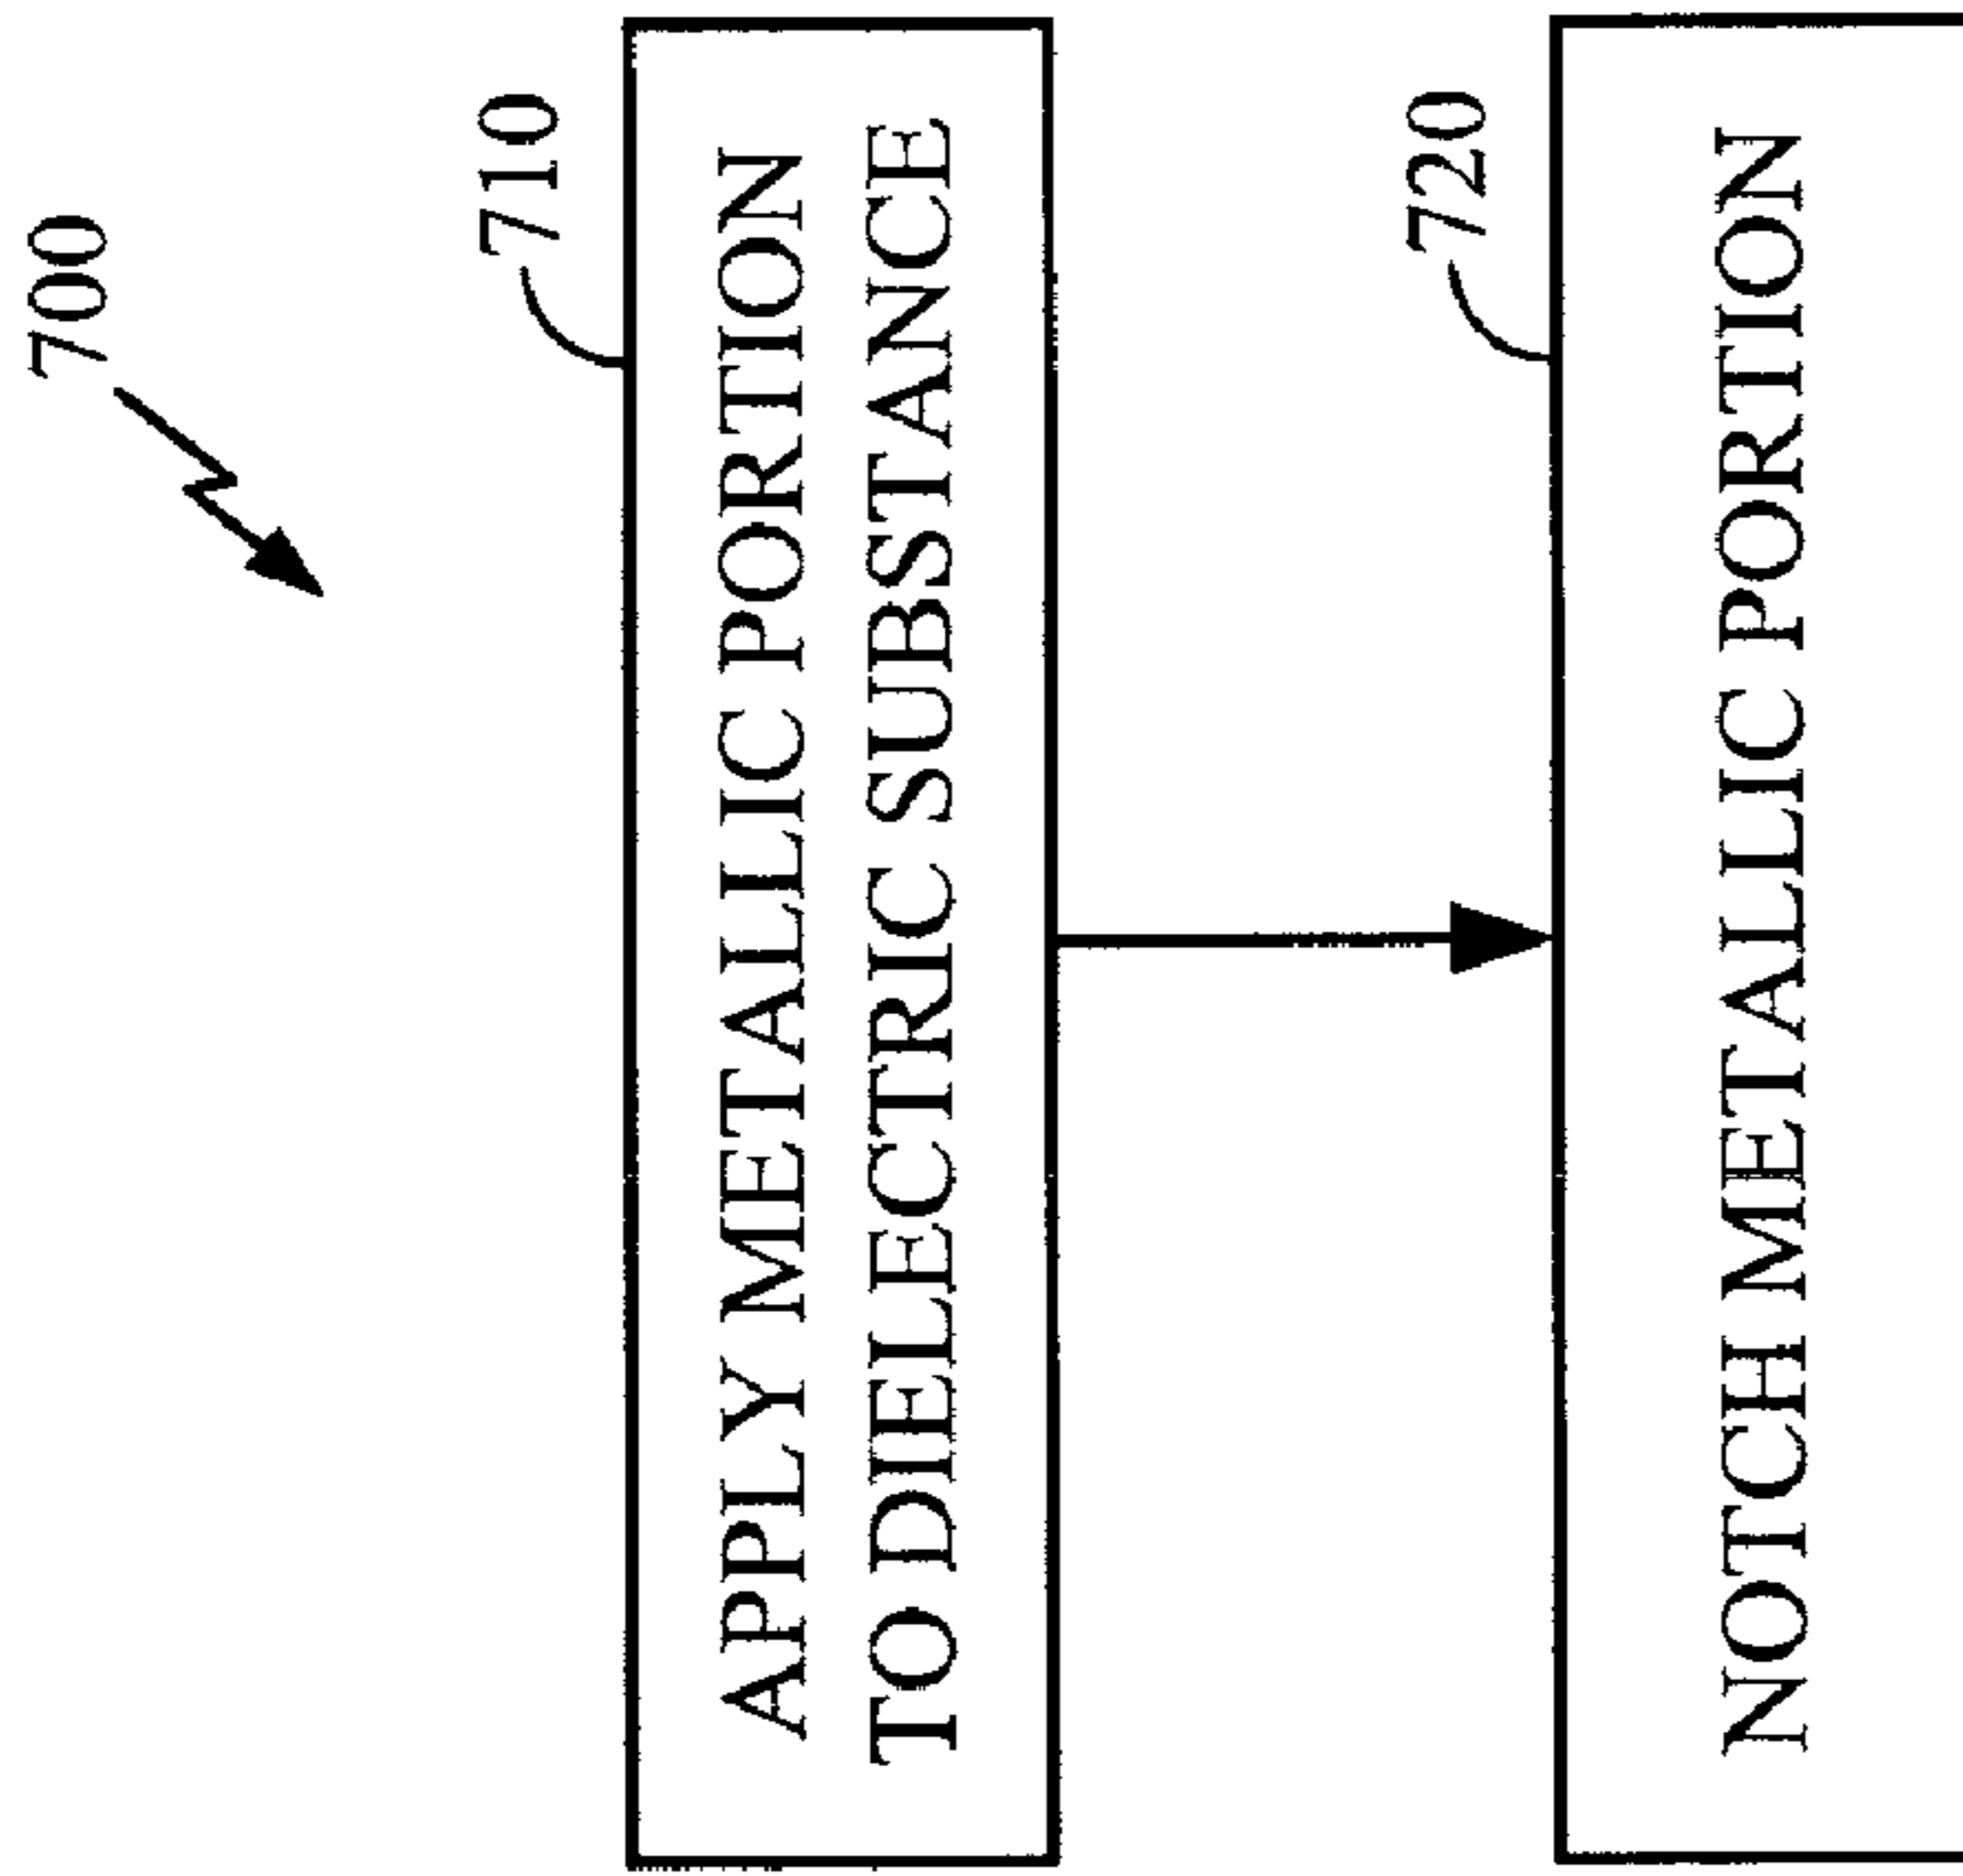 700
710
APPLY METALLIC PORTION
TO DIELECTRIC SUBSTANCE
720
NOTCH METALLIC PORTION